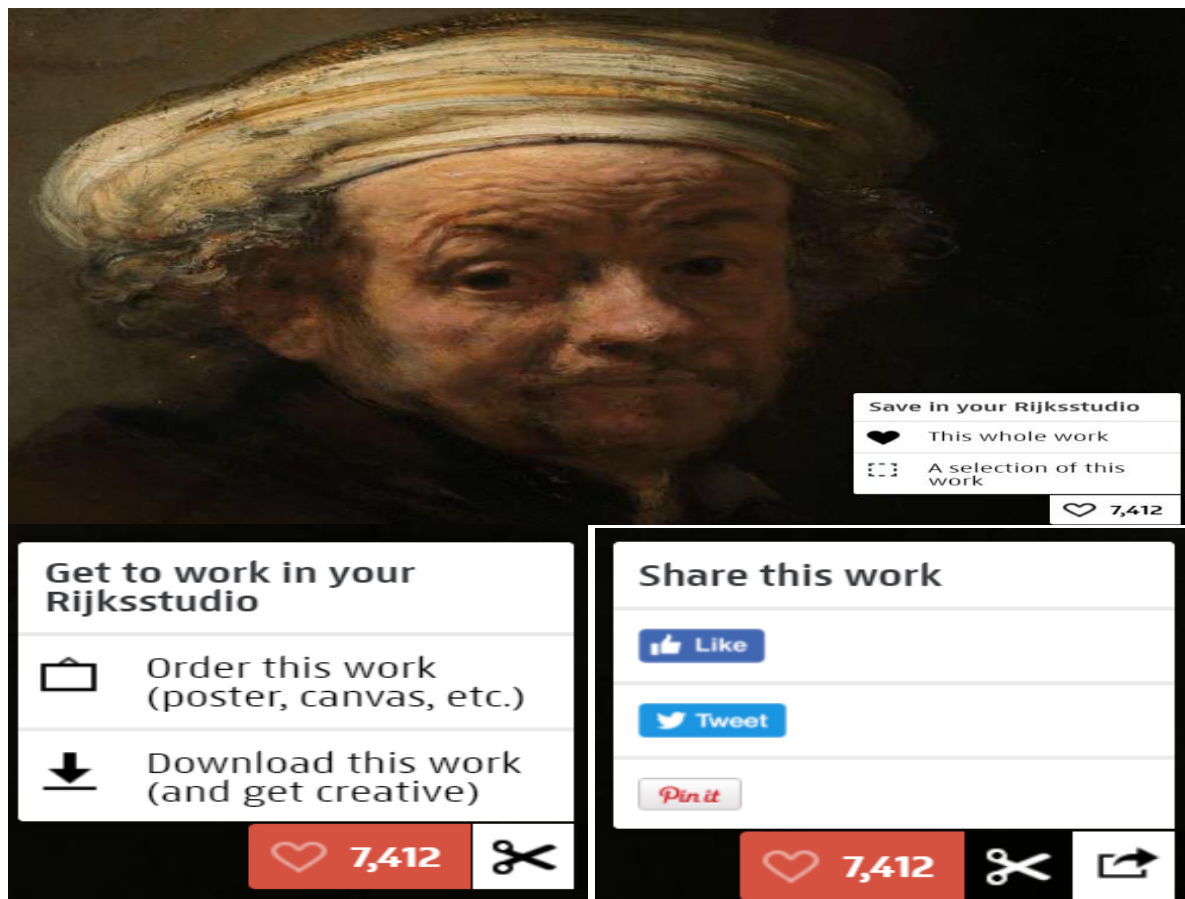 Save in your Rijksstudio
This whole work
A selection of this
work
7,412
Get to work in your
Rijksstudio
Order this work
(poster, canvas, etc.)
Download this work
(and get creative)
7,412
Share this work
Like
Tweet
Pin it
7,412